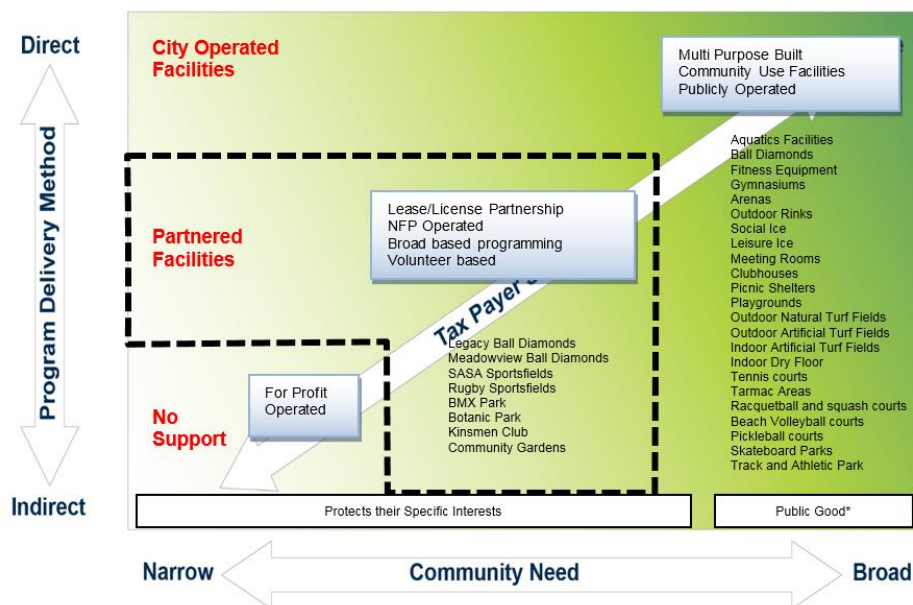 Direct
Program Delivery Method
Indirect
City Operated
Facilities
Partnered
Facilities
No
Support
Multi Purpose Built
Community Use Facilities
Publicly Operated
Lease/License Partnership
NFP Operated
Broad based programming
Volunteer based
For Profit
Operated
Tax Payer
Legacy Ball Diamonds
Meadowview Ball Diamonds
SASA Sportsfields
Rugby Sportsfields
BMX Park
Botanic Park
Kinsmen Club
Community Gardens
Aquatics Facilities
Ball Diamonds
Fitness Equipment
Gymnasiums
Arenas
Outdoor Rinks
Social Ice
Leisure Ice
Meeting Rooms
Clubhouses
Picnic Shelters
Playgrounds
Outdoor Natural Turf Fields
Outdoor Artificial Turf Fields
Indoor Artificial Turf Fields
Indoor Dry Floor
Tennis courts
Tarmac Areas
Racquetball and squash courts
Beach Volleyball courts
Pickleball courts
Skateboard Parks
Track and Athletic Park
Protects their Specific Interests
Public Good*
Narrow
Community Need
Broad